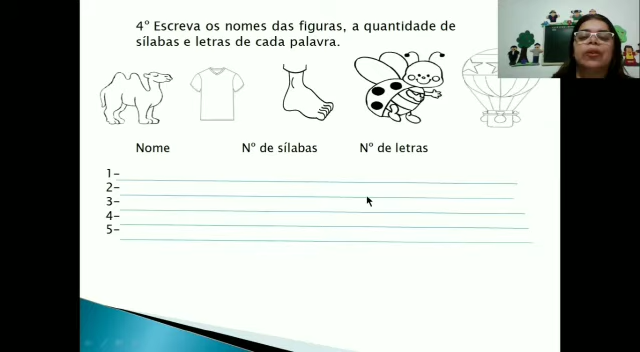 4º Escreva os nomes das figuras, a quantidade de
sílabas e letras de cada palavra.
Nome Nº de sílabas Nº de letras
1-
2-
3-
4-
5-